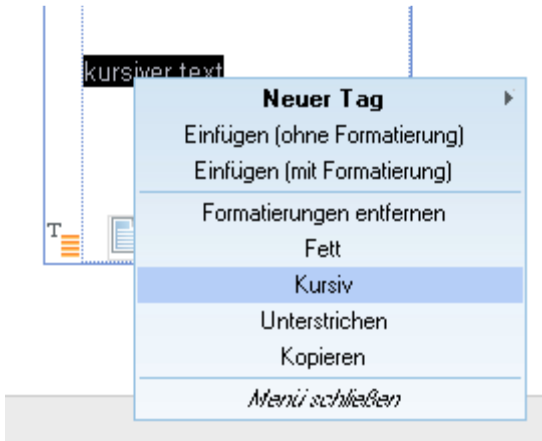 kursiver text
Neuer Tag
Einfügen (ohne Formatierung)
Einfügen (mit Formatierung)
Formatierungen entfernen
Fett
T
Kursiv
Unterstrichen
Kopieren
Menü schließen